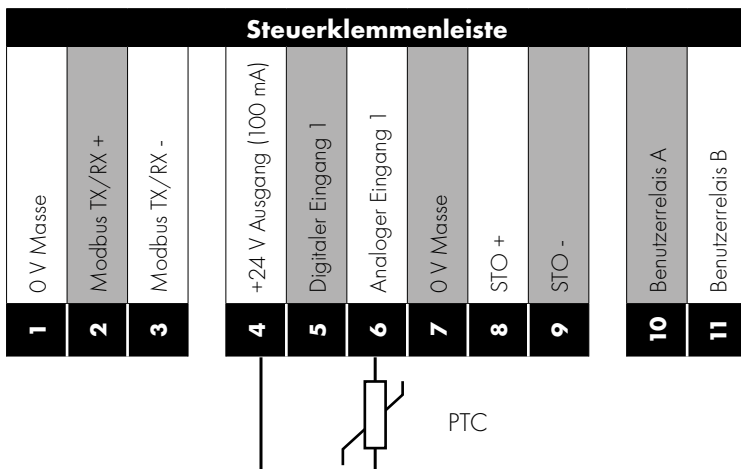 Steuerklemmenleiste
0 V Masse
Modbus TX/RX +
Modbus TX/RX -
+24 V Ausgang (100 mA)
Digitaler Eingang 1
Analoger Eingang 1
0 V Masse
STO +
STO -
Benutzerrelais A
Benutzerrelais B
1
2
3
4
5
6
7
8
9
10
11
PTC